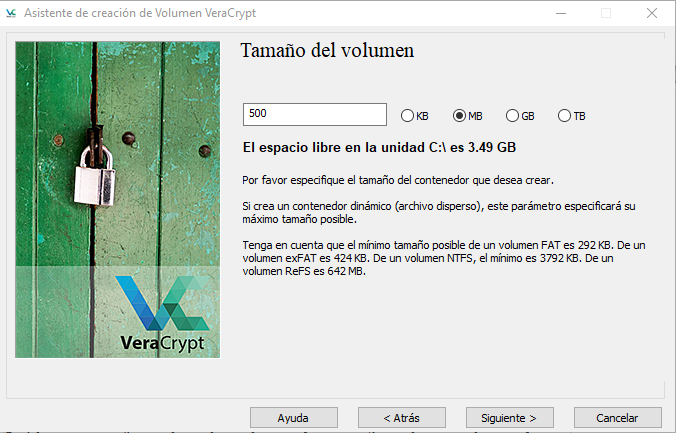 Asistente de creación de Volumen VeraCrypt
Tamaño del volumen
500
KB
MB
GB
TB
El espacio libre en la unidad C:\ es 3.49 GB
Por favor especifique el tamaño del contenedor que desea crear.
Si crea un contenedor dinámico (archivo disperso), este parámetro especificará su
máximo tamaño posible.
Tenga en cuenta que el mínimo tamaño posible de un volumen FAT es 292 KB. De un
volumen exFAT es 424 KB. De un volumen NTFS, el mínimo es 3792 KB. De un
volumen ReFS es 642 MB.
VeraCrypt
Ayuda
< Atrás
Siguiente >
Cancelar